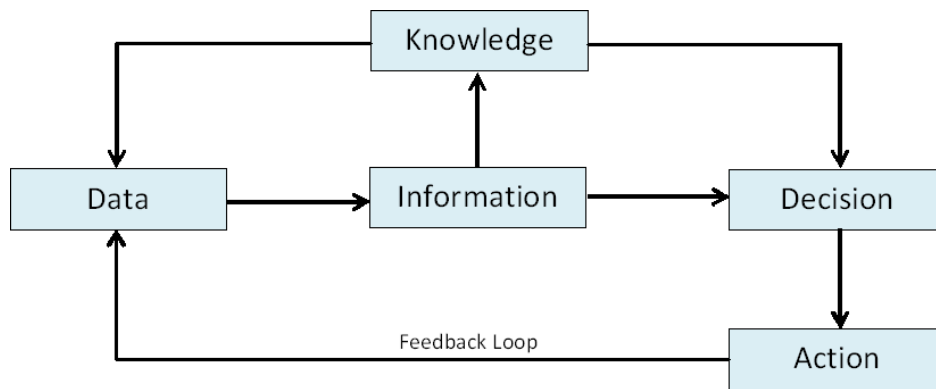 Knowledge
Data
Information
Decision
Feedback Loop
Action